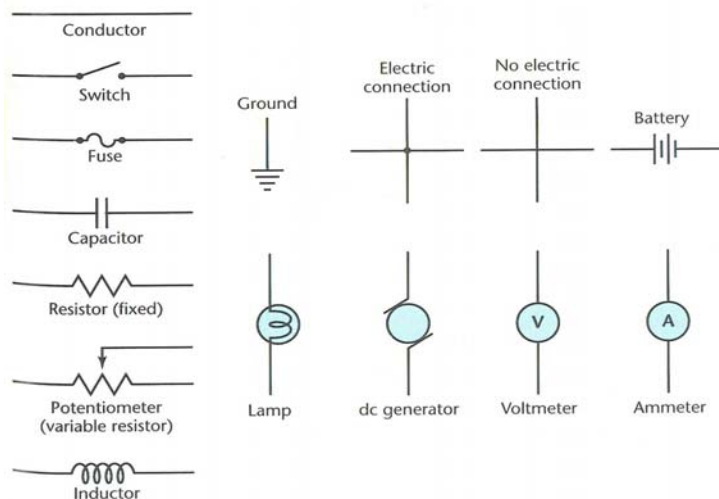 Conductor
Switch
Fuse
Capacitor
Resistor (fixed)
Potentiometer
(variable resistor)
Inductor
Ground
Electric
connection
No electric
connection
Battery
Lamp
dc generator
V
Voltmeter
A
Ammeter